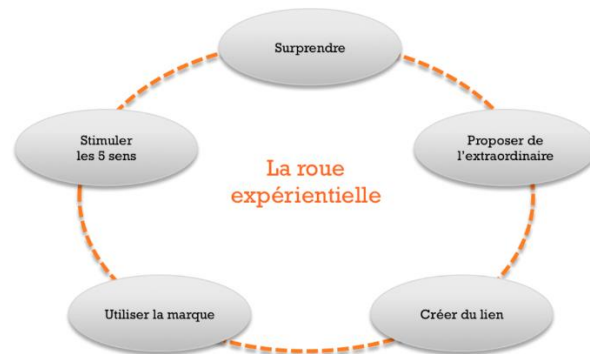 Surprendre
Stimuler
les 5 sens
Proposer de
l'extraordinaire
La roue
expérientielle
Utiliser la marque
Créer du lien